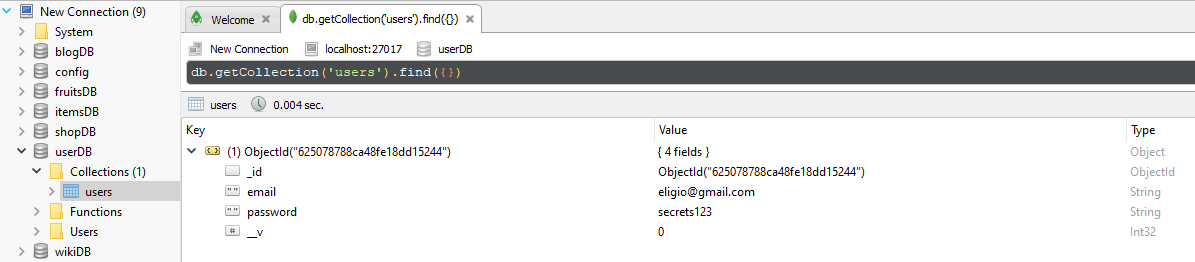 New Connection (9)
System
blogDB
config
fruitsDB
itemsDB
shopDB
userDB
Collections (1)
users
Functions
Users
wikiDB
Welcome × db.getCollection('users').find({}) ×
New Connection localhost:27017 userDB
db.getCollection('users').find({})
users 0.004 sec.
Key Value Type
(1) ObjectId("625078788ca48fe18dd15244") { 4 fields } Object
_id ObjectId("625078788ca48fe18dd15244") ObjectId
" " email eligio@gmail.com String
" " password secrets123 String
# __v 0 Int32